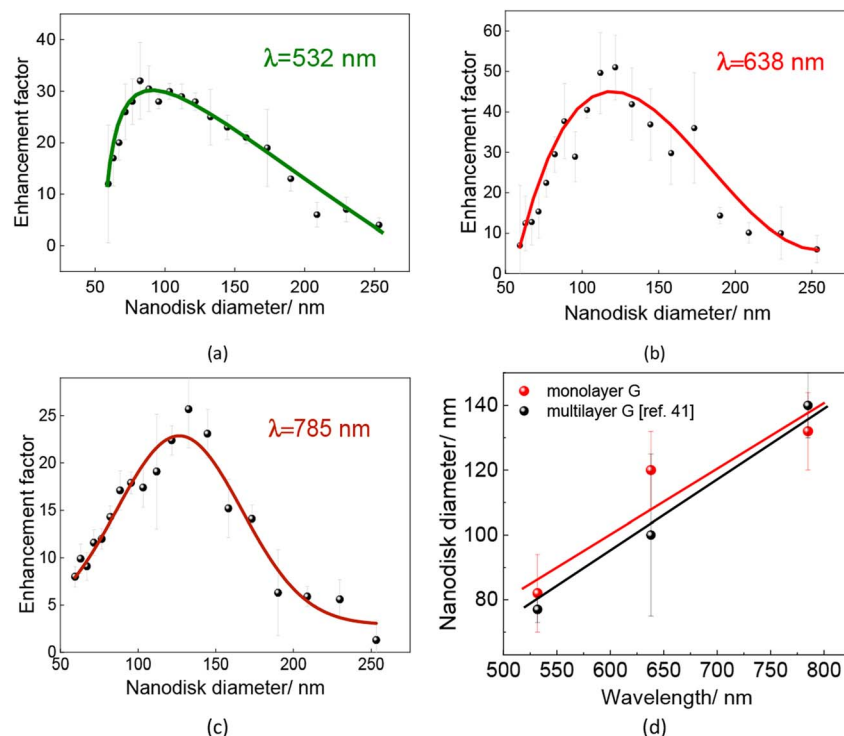 40
30
20
10
0
Enhancement factor
λ=532 nm
50 100 150 200 250
Nanodisk diameter/ nm
(a)
60
50
40
30
20
10
0
Enhancement factor
λ=638 nm
50 100 150 200 250
Nanodisk diameter/ nm
(b)
25
20
15
10
5
0
Enhancement factor
λ=785 nm
50 100 150 200 250
Nanodisk diameter/ nm
(c)
140
120
100
80
Nanodisk diameter/ nm
monolayer G
multilayer G [ref. 41]
500 550 600 650 700 750 800
Wavelength/ nm
(d)